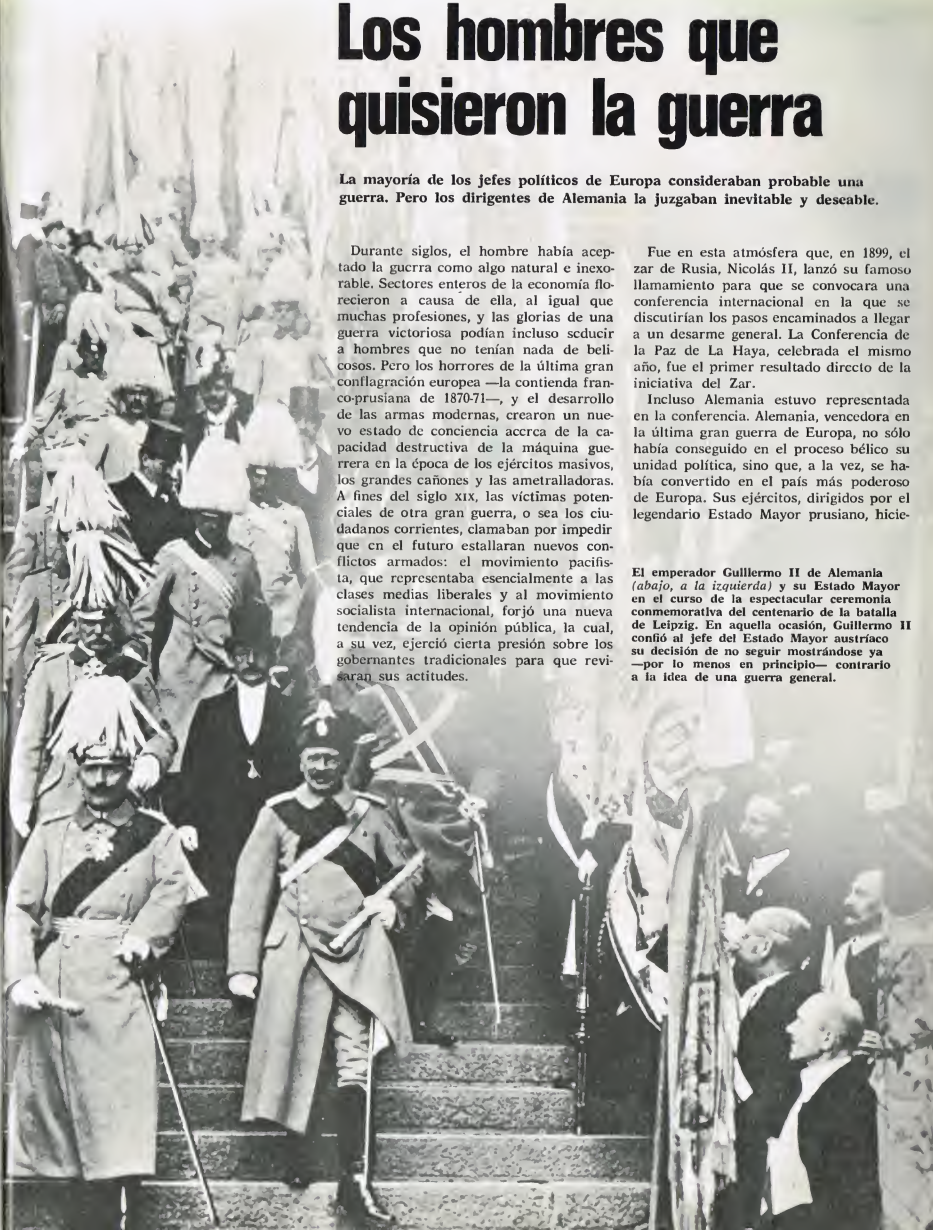 Los hombres que
quisieron la guerra
La mayoría de los jefes políticos de Europa consideraban probable una
guerra. Pero los dirigentes de Alemania la juzgaban inevitable y deseable.
Durante siglos, el hombre había acep-
tado la guerra como algo natural e inexo-
rable. Sectores enteros de la economía flo-
recieron a causa de ella, al igual que
muchas profesiones, y las glorias de una
guerra victoriosa podían incluso seducir
a hombres que no tenían nada de beli-
cosos. Pero los horrores de la última gran
conflagración europea —la contienda fran-
co-prusiana de 1870-71—, y el desarrollo
de las armas modernas, crearon un nue-
vo estado de conciencia acerca de la ca-
pacidad destructiva de la máquina gue-
rrera en la época de los ejércitos masivos,
los grandes cañones y las ametralladoras.
A fines del siglo XIX, las víctimas poten-
ciales de otra gran guerra, o sea los ciu-
dadanos corrientes, clamaban por impedir
que en el futuro estallaran nuevos con-
flictos armados: el movimiento pacifis-
ta, que representaba esencialmente a las
clases medias liberales y al movimiento
socialista internacional, forjó una nueva
tendencia de la opinión pública, la cual,
a su vez, ejerció cierta presión sobre los
gobernantes tradicionales para que revi-
saran sus actitudes.
Fue en esta atmósfera que, en 1899, el
zar de Rusia, Nicolás II, lanzó su famoso
llamamiento para que se convocara una
conferencia internacional en la que se
discutirían los pasos encaminados a llegar
a un desarme general. La Conferencia de
la Paz de La Haya, celebrada el mismo
año, fue el primer resultado directo de la
iniciativa del Zar.
Incluso Alemania estuvo representada
en la conferencia. Alemania, vencedora en
la última gran guerra de Europa, no sólo
había conseguido en el proceso bélico su
unidad política, sino que, a la vez, se ha-
bía convertido en el país más poderoso
de Europa. Sus ejércitos, dirigidos por el
legendario Estado Mayor prusiano, hicie-
El emperador Guillermo II de Alemania
(abajo, a la izquierda) y su Estado Mayor
en el curso de la espectacular ceremonia
conmemorativa del centenario de la batalla
de Leipzig. En aquella ocasión, Guillermo II
confió al jefe del Estado Mayor austríaco
su decisión de no seguir mostrándose ya
—por lo menos en principio— contrario
a la idea de una guerra general.